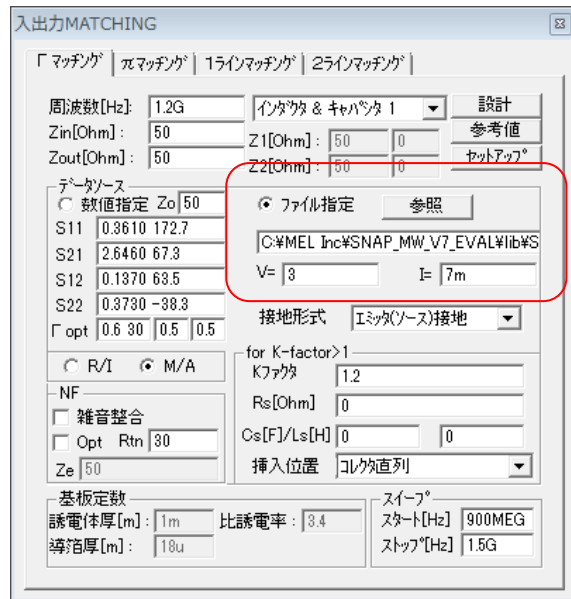 入出力MATCHING
Γ マッチング πマッチング 1ラインマッチング 2ラインマッチング
周波数[Hz]: 1.2G インダクタ & キャパシタ 1 設計
Zin[Ohm] : 50 Z1[Ohm] : 50 0 参考値
Zout[Ohm] : 50 Z2[Ohm] : 50 0 セットアップ
データソース
数値指定 Zo 50 ファイル指定 参照
S11 0.3610 172.7 C:¥MEL Inc¥SNAP_MW_V7_EVAL¥lib¥S
S21 2.6460 67.3 V= 3 I= 7m
S12 0.1370 63.5
S22 0.3730 -38.3 接地形式 エミッタ(ソース)接地
Γ opt 0.6 30 0.5 0.5
R/I M/A for K-factor>1
Kファクタ 1.2
NF
雑音整合 Rs[Ohm] 0
Opt Rtn 30 Cs[F]/Ls[H] 0 0
Ze 50 挿入位置 コレクタ直列
基板定数 スイープ
誘電体厚[m] : 1m 比誘電率 : 3.4 スタート[Hz] 900MEG
導箔厚[m] : 18u ストップ[Hz] 1.5G